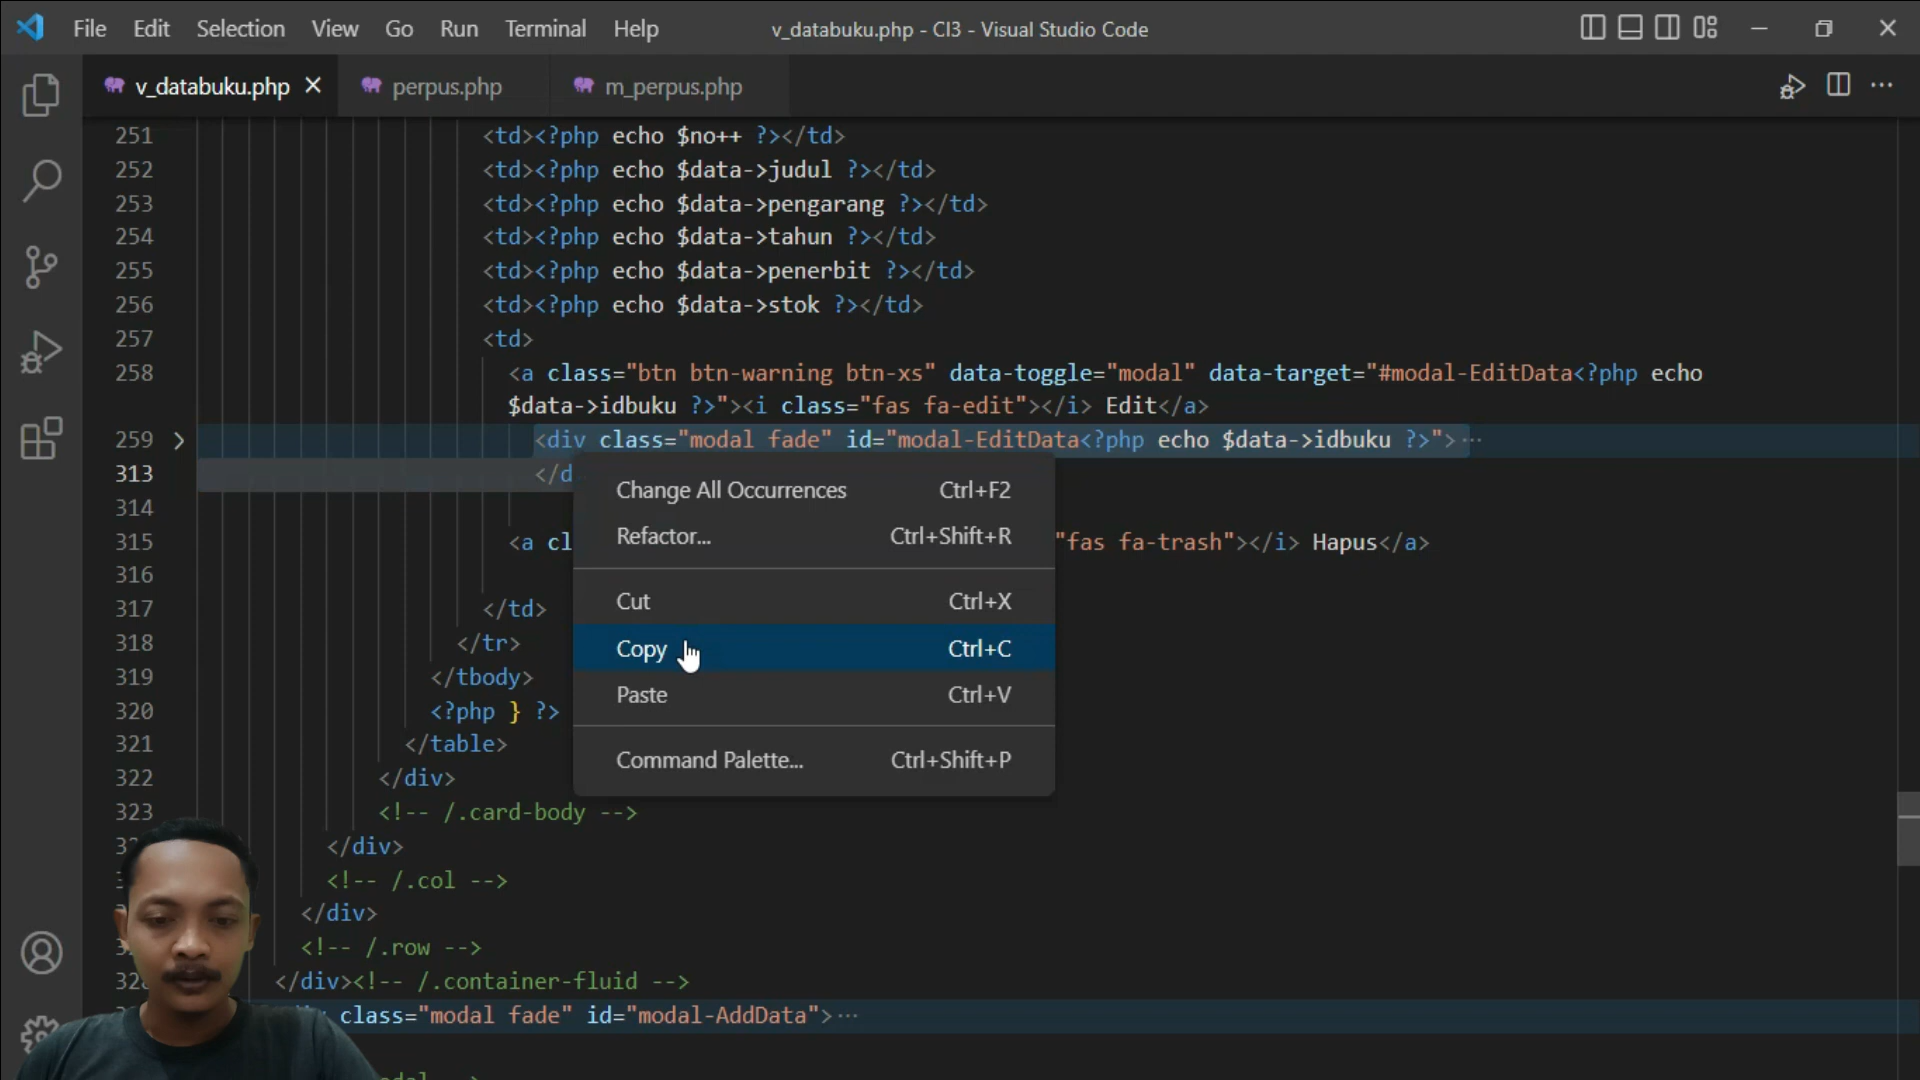 File Edit Selection View Go Run Terminal Help v_databuku.php - CI3 - Visual Studio Code
v_databuku.php perpus.php m_perpus.php
251 <td><?php echo $no++ ?></td>
252 <td><?php echo $data->judul ?></td>
253 <td><?php echo $data->pengarang ?></td>
254 <td><?php echo $data->tahun ?></td>
255 <td><?php echo $data->penerbit ?></td>
256 <td><?php echo $data->stok ?></td>
257 <td>
258 <a class="btn btn-warning btn-xs" data-toggle="modal" data-target="#modal-EditData<?php echo
$data->idbuku ?>"><i class="fas fa-edit"></i> Edit</a>
259 <div class="modal fade" id="modal-EditData<?php echo $data->idbuku ?>">⋯
313 </d
Change All Occurrences Ctrl+F2
314
Refactor... Ctrl+Shift+R
315 <a cl "fas fa-trash"></i> Hapus</a>
316
Cut Ctrl+X
317 </td>
318 </tr>
Copy Ctrl+C
319 </tbody>
Paste Ctrl+V
320 <?php } ?>
321 </table>
Command Palette... Ctrl+Shift+P
322 </div>
323 <!-- /.card-body -->
</div>
<!-- /.col -->
</div>
<!-- /.row -->
</div><!-- /.container-fluid -->
class="modal fade" id="modal-AddData">⋯